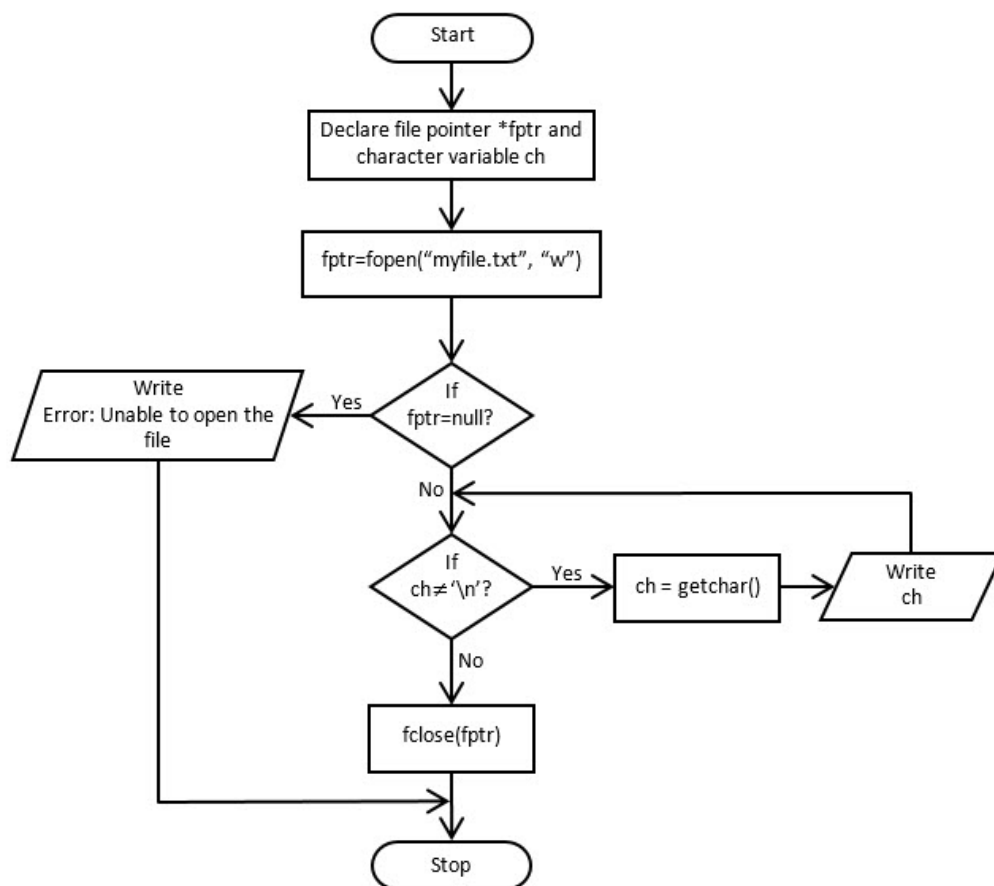 Start
Declare file pointer *fptr and
character variable ch
fptr=fopen(“myfile.txt”, “w”)
If
fptr=null?
Yes
Write
Error: Unable to open the
file
No
If
ch≠‘\n’?
Yes
ch = getchar()
Write
ch
No
fclose(fptr)
Stop